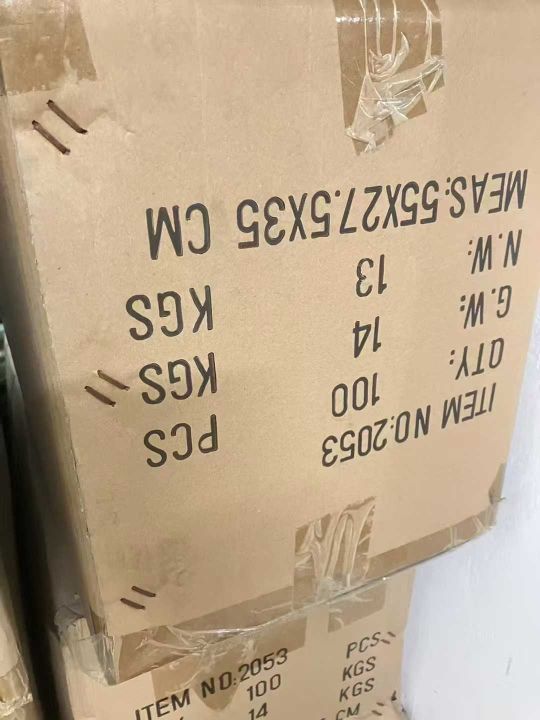 ITEM NO:2053
QTY: 100 PCS
G.W: 14 KGS
N.W: 13 KGS
MEAS:55X27.5X35 CM
ITEM NO:2053
100 PCS
14 KGS
KGS
CM